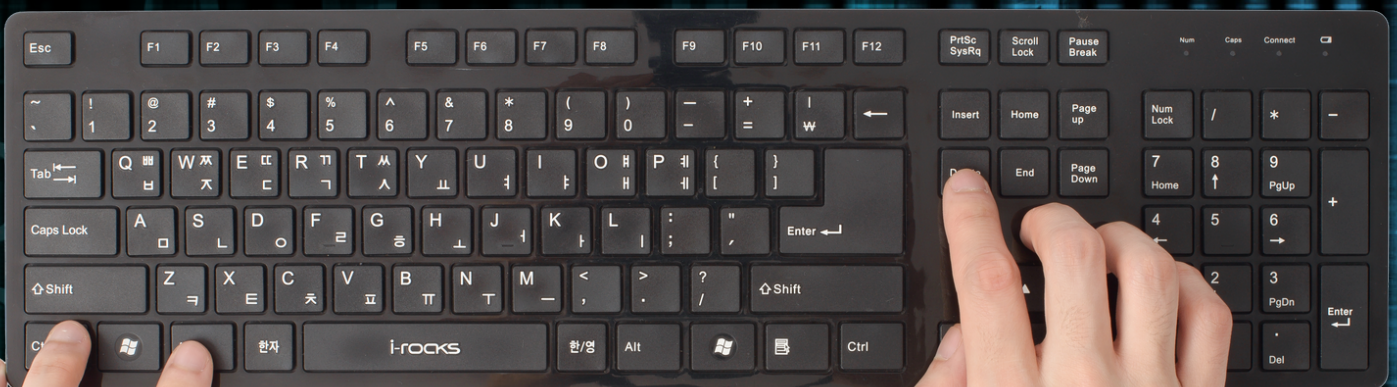 Esc F1 F2 F3 F4 F5 F6 F7 F8 F9 F10 F11 F12 PrtSc SysRq Scroll Lock Pause Break Num Caps Connect
~ ` ! 1 @ 2 # 3 $ 4 % 5 ^ 6 & 7 * 8 ( 9 ) 0 — - + = | ₩ ← Insert Home Page up Num Lock / * -
Tab Q ㅃ ㅂ W ㅉ ㅈ E ㄸ ㄷ R ㄲ ㄱ T ㅆ ㅅ Y ㅛ U ㅕ I ㅑ O ㅒ ㅐ P ㅖ ㅔ { [ } ] End Page Down 7 Home 8 ↑ 9 PgUp +
Caps Lock A ㅁ S ㄴ D ㅇ F ㄹ G ㅎ H ㅗ J ㅓ K ㅏ L ㅣ : ; " ' Enter 4 ← 5 6 →
⇧Shift Z ㅋ X ㅌ C ㅊ V ㅍ B ㅠ N ㅜ M ㅡ < , > . ? / ⇧Shift ▲ 2 3 PgDn Enter
한자 i-rocks 한/영 Alt Ctrl . Del